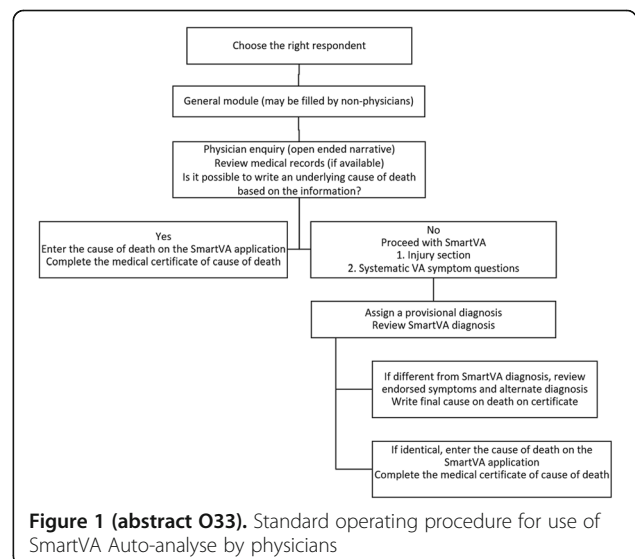 Choose the right respondent
General module (may be filled by non-physicians)
Physician enquiry (open ended narrative)
Review medical records (if available)
Is it possible to write an underlying cause of death
based on the information?
Yes
Enter the cause of death on the SmartVA application
Complete the medical certificate of cause of death
No
Proceed with SmartVA
1. Injury section
2. Systematic VA symptom questions
Assign a provisional diagnosis
Review SmartVA diagnosis
If different from SmartVA diagnosis, review
endorsed symptoms and alternate diagnosis
Write final cause on death on certificate
If identical, enter the cause of death on the
SmartVA application
Complete the medical certificate of cause of death
Figure 1 (abstract O33). Standard operating procedure for use of
SmartVA Auto-analyse by physicians